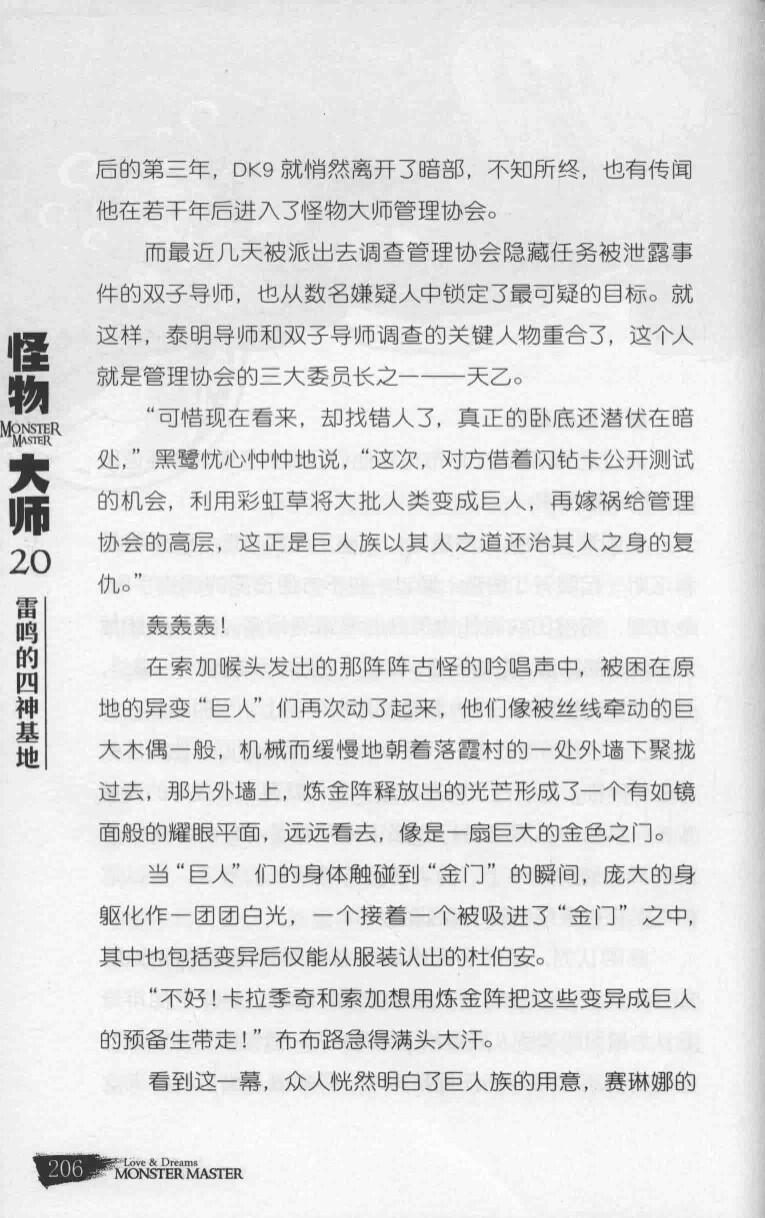 后的第三年，DK9 就悄然离开了暗部，不知所终，也有传闻
他在若干年后进入了怪物大师管理协会。
而最近几天被派出去调查管理协会隐藏任务被泄露事
件的双子导师，也从数名嫌疑人中锁定了最可疑的目标。就
这样，泰明导师和双子导师调查的关键人物重合了，这个人
就是管理协会的三大委员长之一——天乙。
“可惜现在看来，却找错人了，真正的卧底还潜伏在暗
处，”黑鹭忧心忡忡地说，“这次，对方借着闪钻卡公开测试
的机会，利用彩虹草将大批人类变成巨人，再嫁祸给管理
协会的高层，这正是巨人族以其人之道还治其人之身的复
仇。”
轰轰轰！
在索加喉头发出的那阵阵古怪的吟唱声中，被困在原
地的异变“巨人”们再次动了起来，他们像被丝线牵动的巨
大木偶一般，机械而缓慢地朝着落霞村的一处外墙下聚拢
过去，那片外墙上，炼金阵释放出的光芒形成了一个有如镜
面般的耀眼平面，远远看去，像是一扇巨大的金色之门。
当“巨人”们的身体触碰到“金门”的瞬间，庞大的身
躯化作一团团白光，一个接着一个被吸进了“金门”之中，
其中也包括变异后仅能从服装认出的杜伯安。
“不好！卡拉季奇和索加想用炼金阵把这些变异成巨人
的预备生带走！”布布路急得满头大汗。
看到这一幕，众人恍然明白了巨人族的用意，赛琳娜的
怪物
MONSTER
MASTER
大师
20
雷鸣的四神基地
206
Love & Dreams
MONSTER MASTER